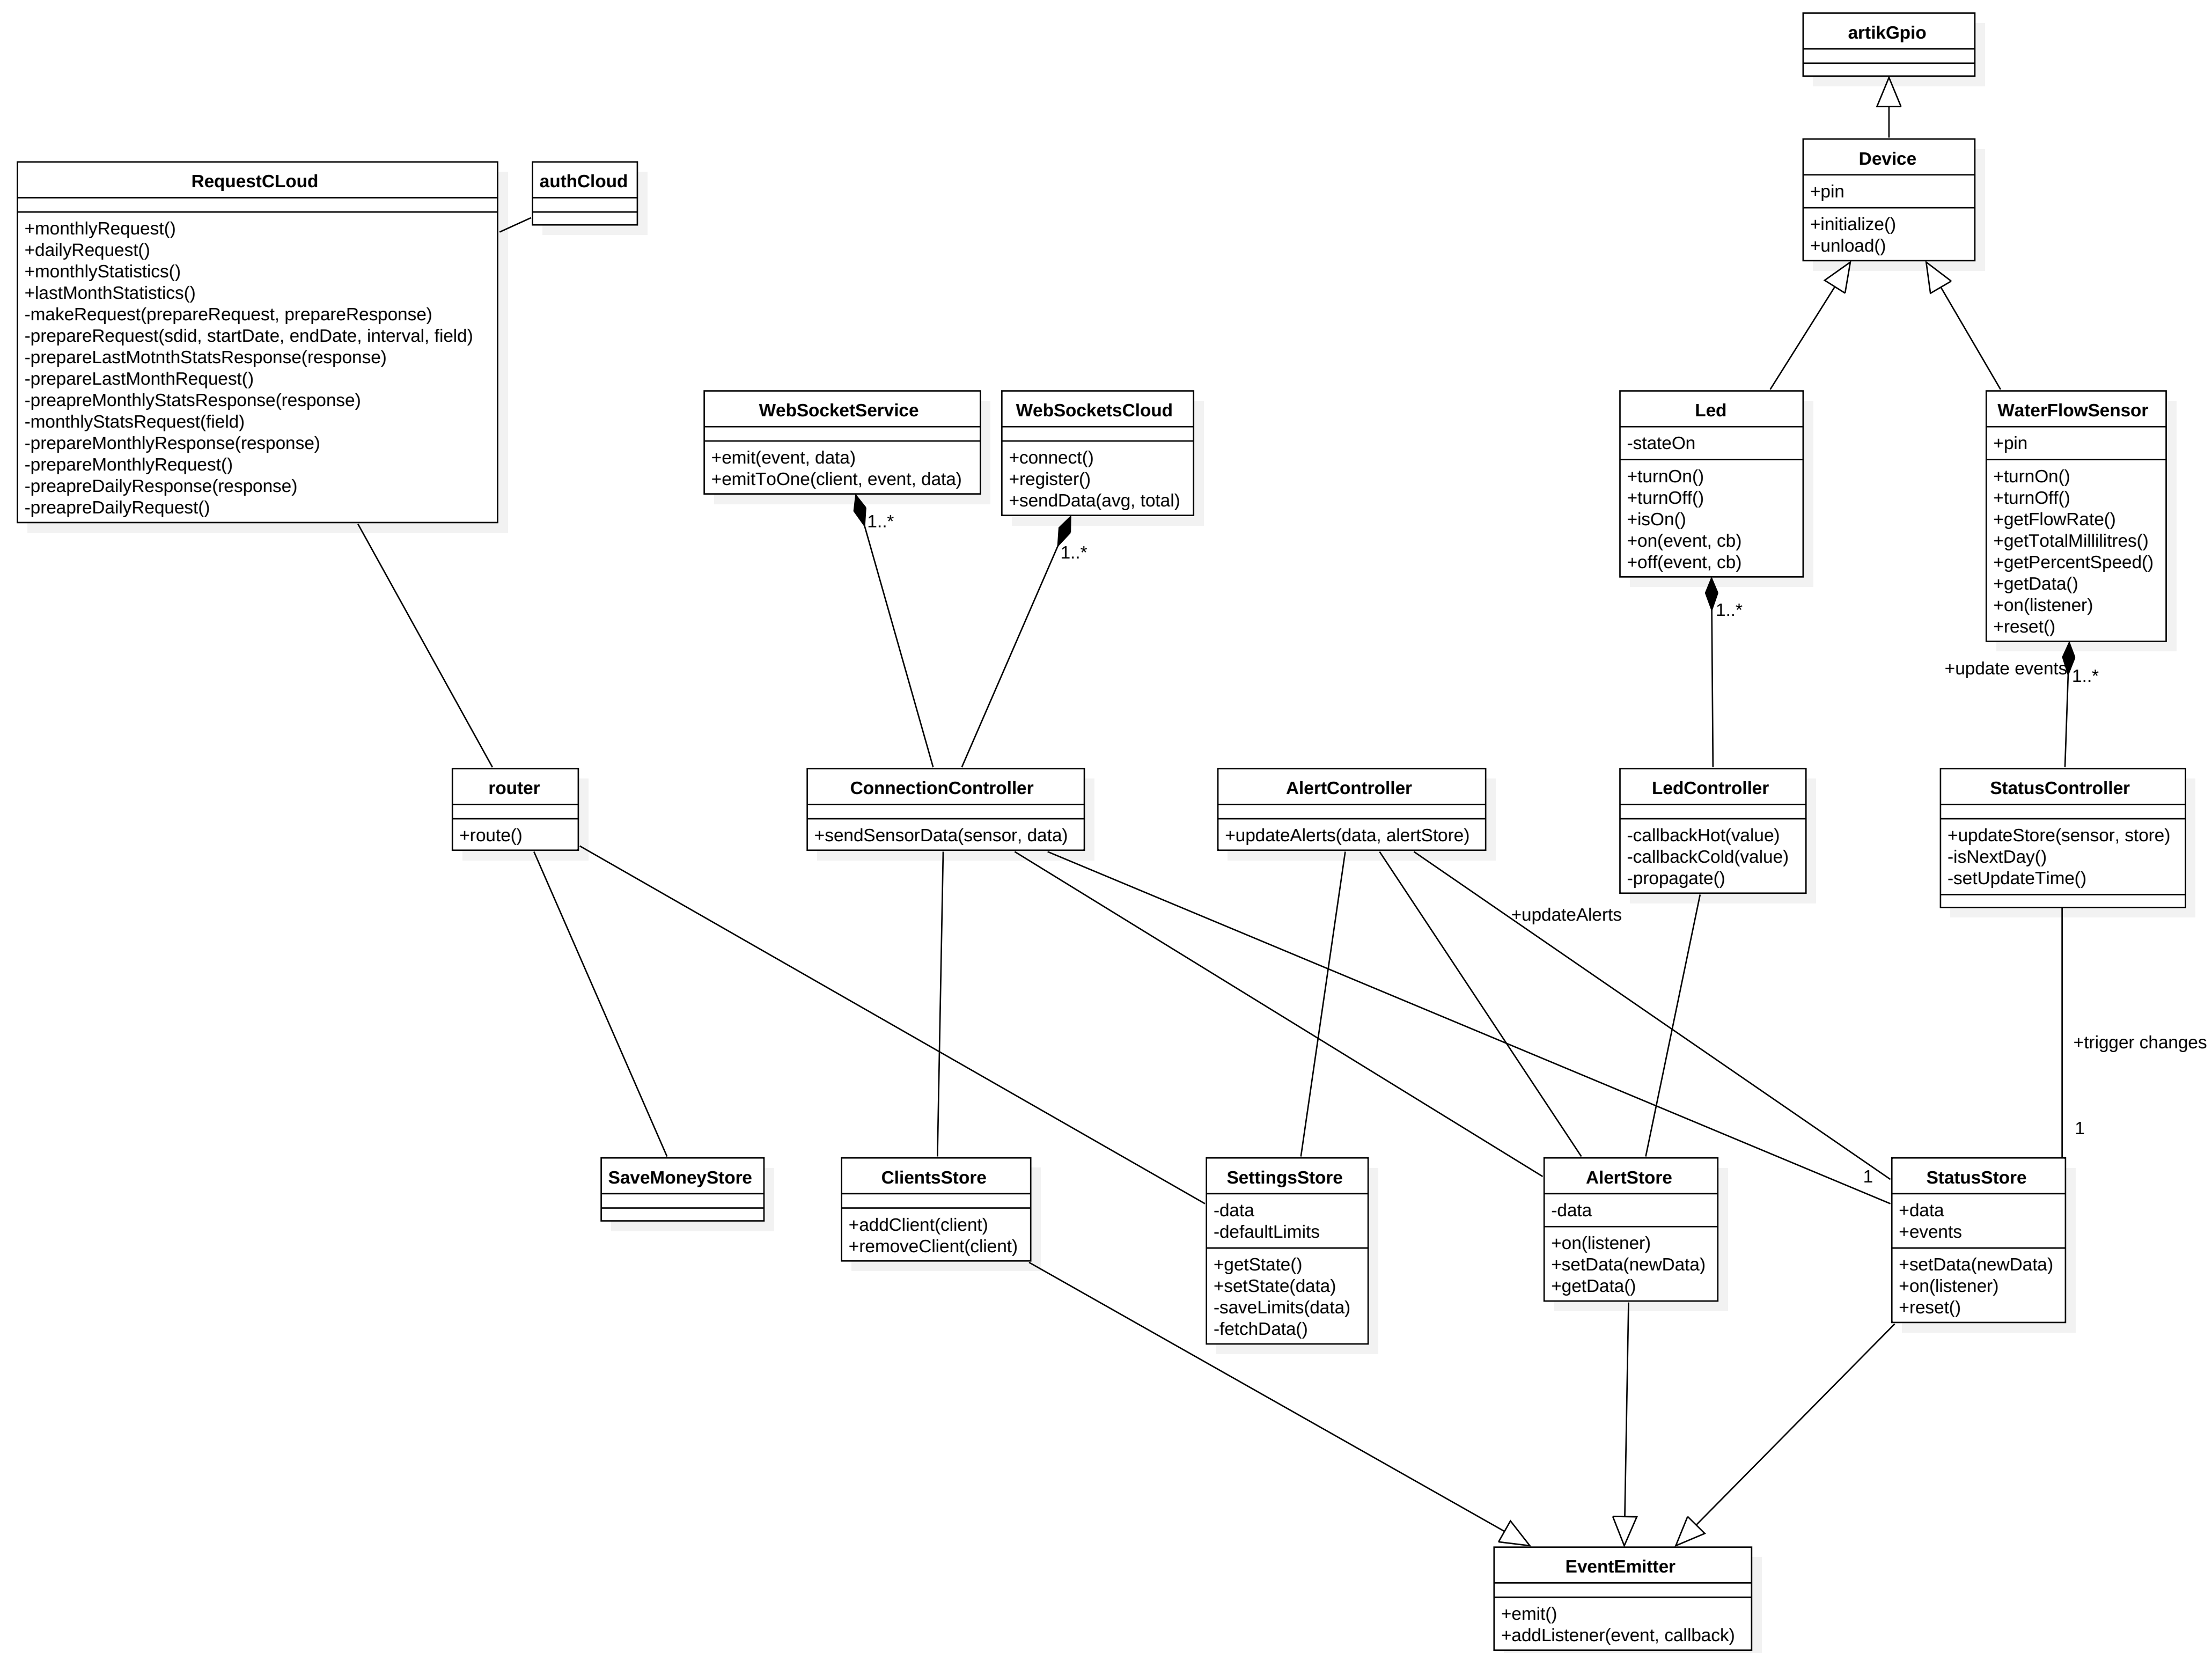 artikGpio
Device
+pin
+initialize()
+unload()
RequestCLoud
+monthlyRequest()
+dailyRequest()
+monthlyStatistics()
+lastMonthStatistics()
-makeRequest(prepareRequest, prepareResponse)
-prepareRequest(sdid, startDate, endDate, interval, field)
-prepareLastMotnthStatsResponse(response)
-prepareLastMonthRequest()
-preapreMonthlyStatsResponse(response)
-monthlyStatsRequest(field)
-prepareMonthlyResponse(response)
-prepareMonthlyRequest()
-preapreDailyResponse(response)
-preapreDailyRequest()
authCloud
WebSocketService
+emit(event, data)
+emitToOne(client, event, data)
1..*
WebSocketsCloud
+connect()
+register()
+sendData(avg, total)
1..*
Led
-stateOn
+turnOn()
+turnOff()
+isOn()
+on(event, cb)
+off(event, cb)
1..*
WaterFlowSensor
+pin
+turnOn()
+turnOff()
+getFlowRate()
+getTotalMillilitres()
+getPercentSpeed()
+getData()
+on(listener)
+reset()
+update events
1..*
router
+route()
ConnectionController
+sendSensorData(sensor, data)
AlertController
+updateAlerts(data, alertStore)
LedController
-callbackHot(value)
-callbackCold(value)
-propagate()
StatusController
+updateStore(sensor, store)
-isNextDay()
-setUpdateTime()
+updateAlerts
+trigger changes
1
1
SaveMoneyStore
ClientsStore
+addClient(client)
+removeClient(client)
SettingsStore
-data
-defaultLimits
+getState()
+setState(data)
-saveLimits(data)
-fetchData()
AlertStore
-data
+on(listener)
+setData(newData)
+getData()
StatusStore
+data
+events
+setData(newData)
+on(listener)
+reset()
EventEmitter
+emit()
+addListener(event, callback)